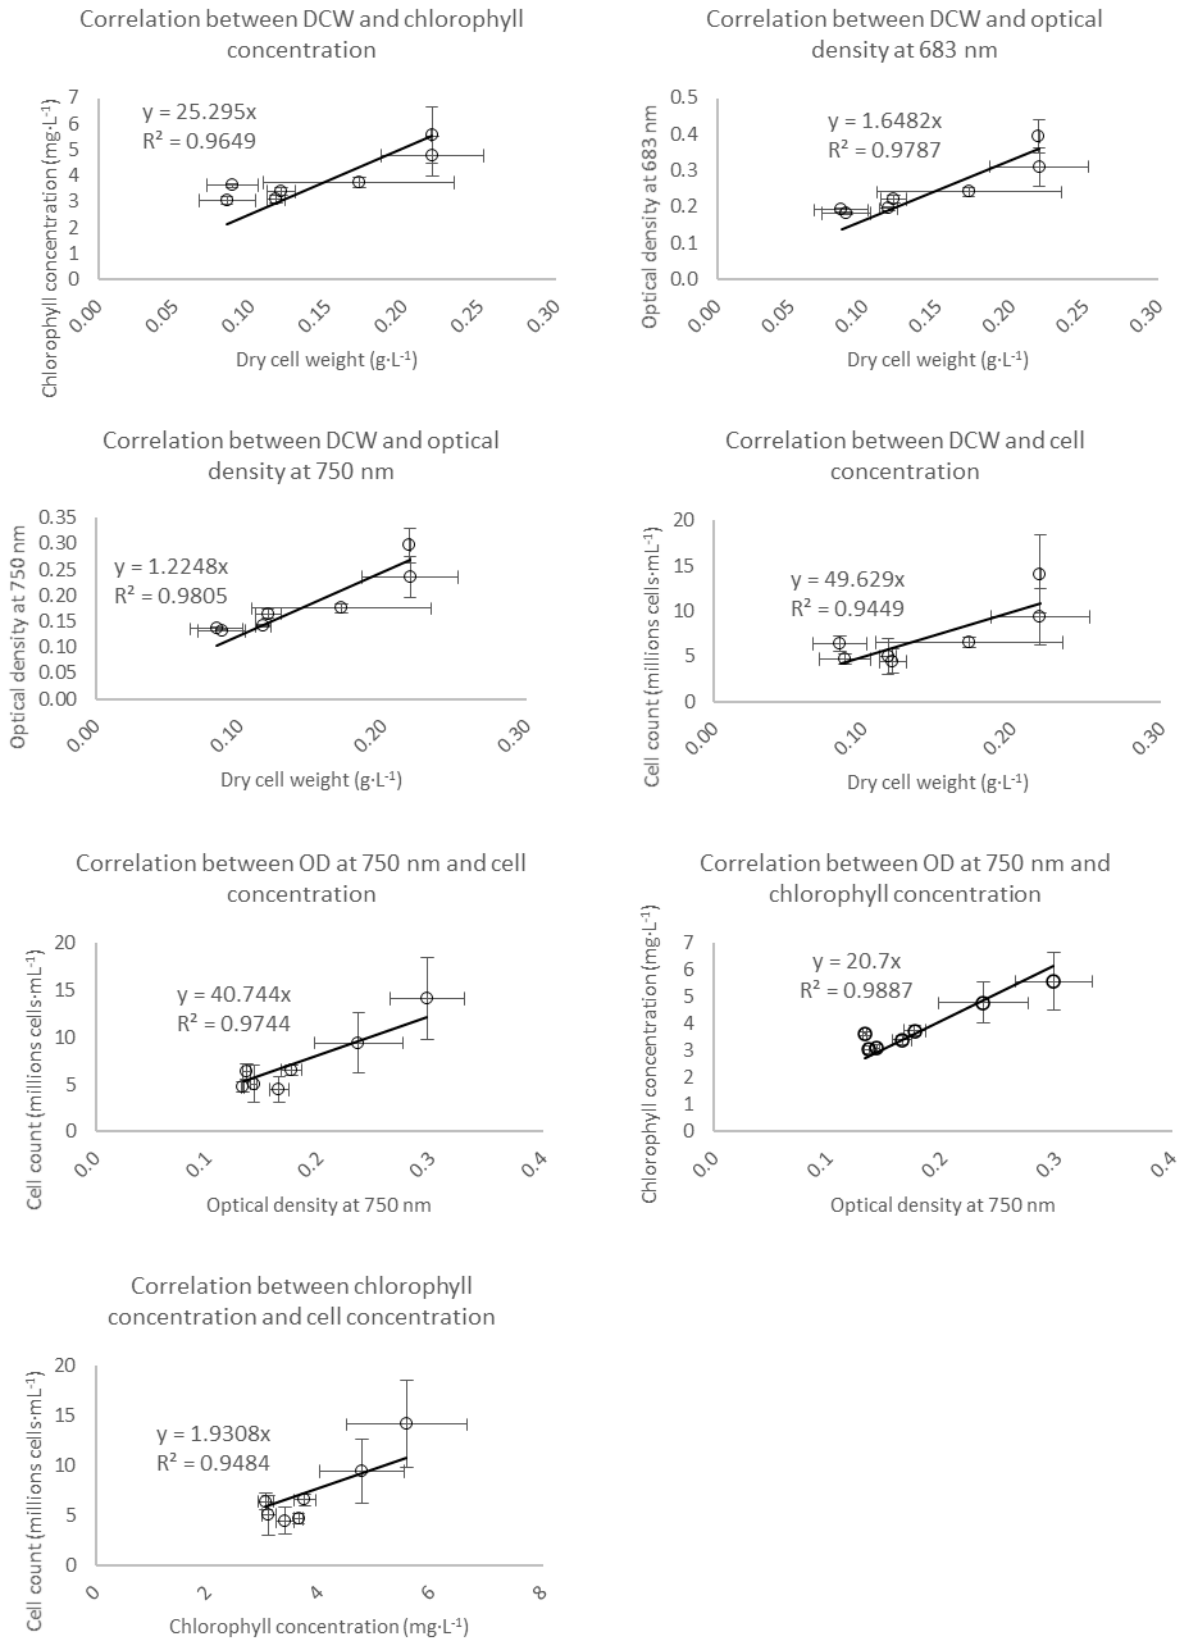 Correlation between DCW and chlorophyll
concentration
Chlorophyll concentration (mg·L⁻¹)
7
6
5
4
3
2
1
0
y = 25.295x
R² = 0.9649
0.00
0.05
0.10
0.15
0.20
0.25
0.30
Dry cell weight (g·L⁻¹)
Correlation between DCW and optical
density at 683 nm
Optical density at 683 nm
0.5
0.4
0.3
0.2
0.1
0.0
y = 1.6482x
R² = 0.9787
0.00
0.05
0.10
0.15
0.20
0.25
0.30
Dry cell weight (g·L⁻¹)
Correlation between DCW and optical
density at 750 nm
Optical density at 750 nm
0.35
0.30
0.25
0.20
0.15
0.10
0.05
0.00
y = 1.2248x
R² = 0.9805
0.00
0.10
0.20
0.30
Dry cell weight (g·L⁻¹)
Correlation between DCW and cell
concentration
Cell count (millions cells·mL⁻¹)
20
15
10
5
0
y = 49.629x
R² = 0.9449
0.00
0.10
0.20
0.30
Dry cell weight (g·L⁻¹)
Correlation between OD at 750 nm and cell
concentration
Cell count (millions cells·mL⁻¹)
20
15
10
5
0
y = 40.744x
R² = 0.9744
0.0
0.1
0.2
0.3
0.4
Optical density at 750 nm
Correlation between OD at 750 nm and
chlorophyll concentration
Chlorophyll concentration (mg·L⁻¹)
7
6
5
4
3
2
1
0
y = 20.7x
R² = 0.9887
0.0
0.1
0.2
0.3
0.4
Optical density at 750 nm
Correlation between chlorophyll
concentration and cell concentration
Cell count (millions cells·mL⁻¹)
20
15
10
5
0
y = 1.9308x
R² = 0.9484
0
2
4
6
8
Chlorophyll concentration (mg·L⁻¹)